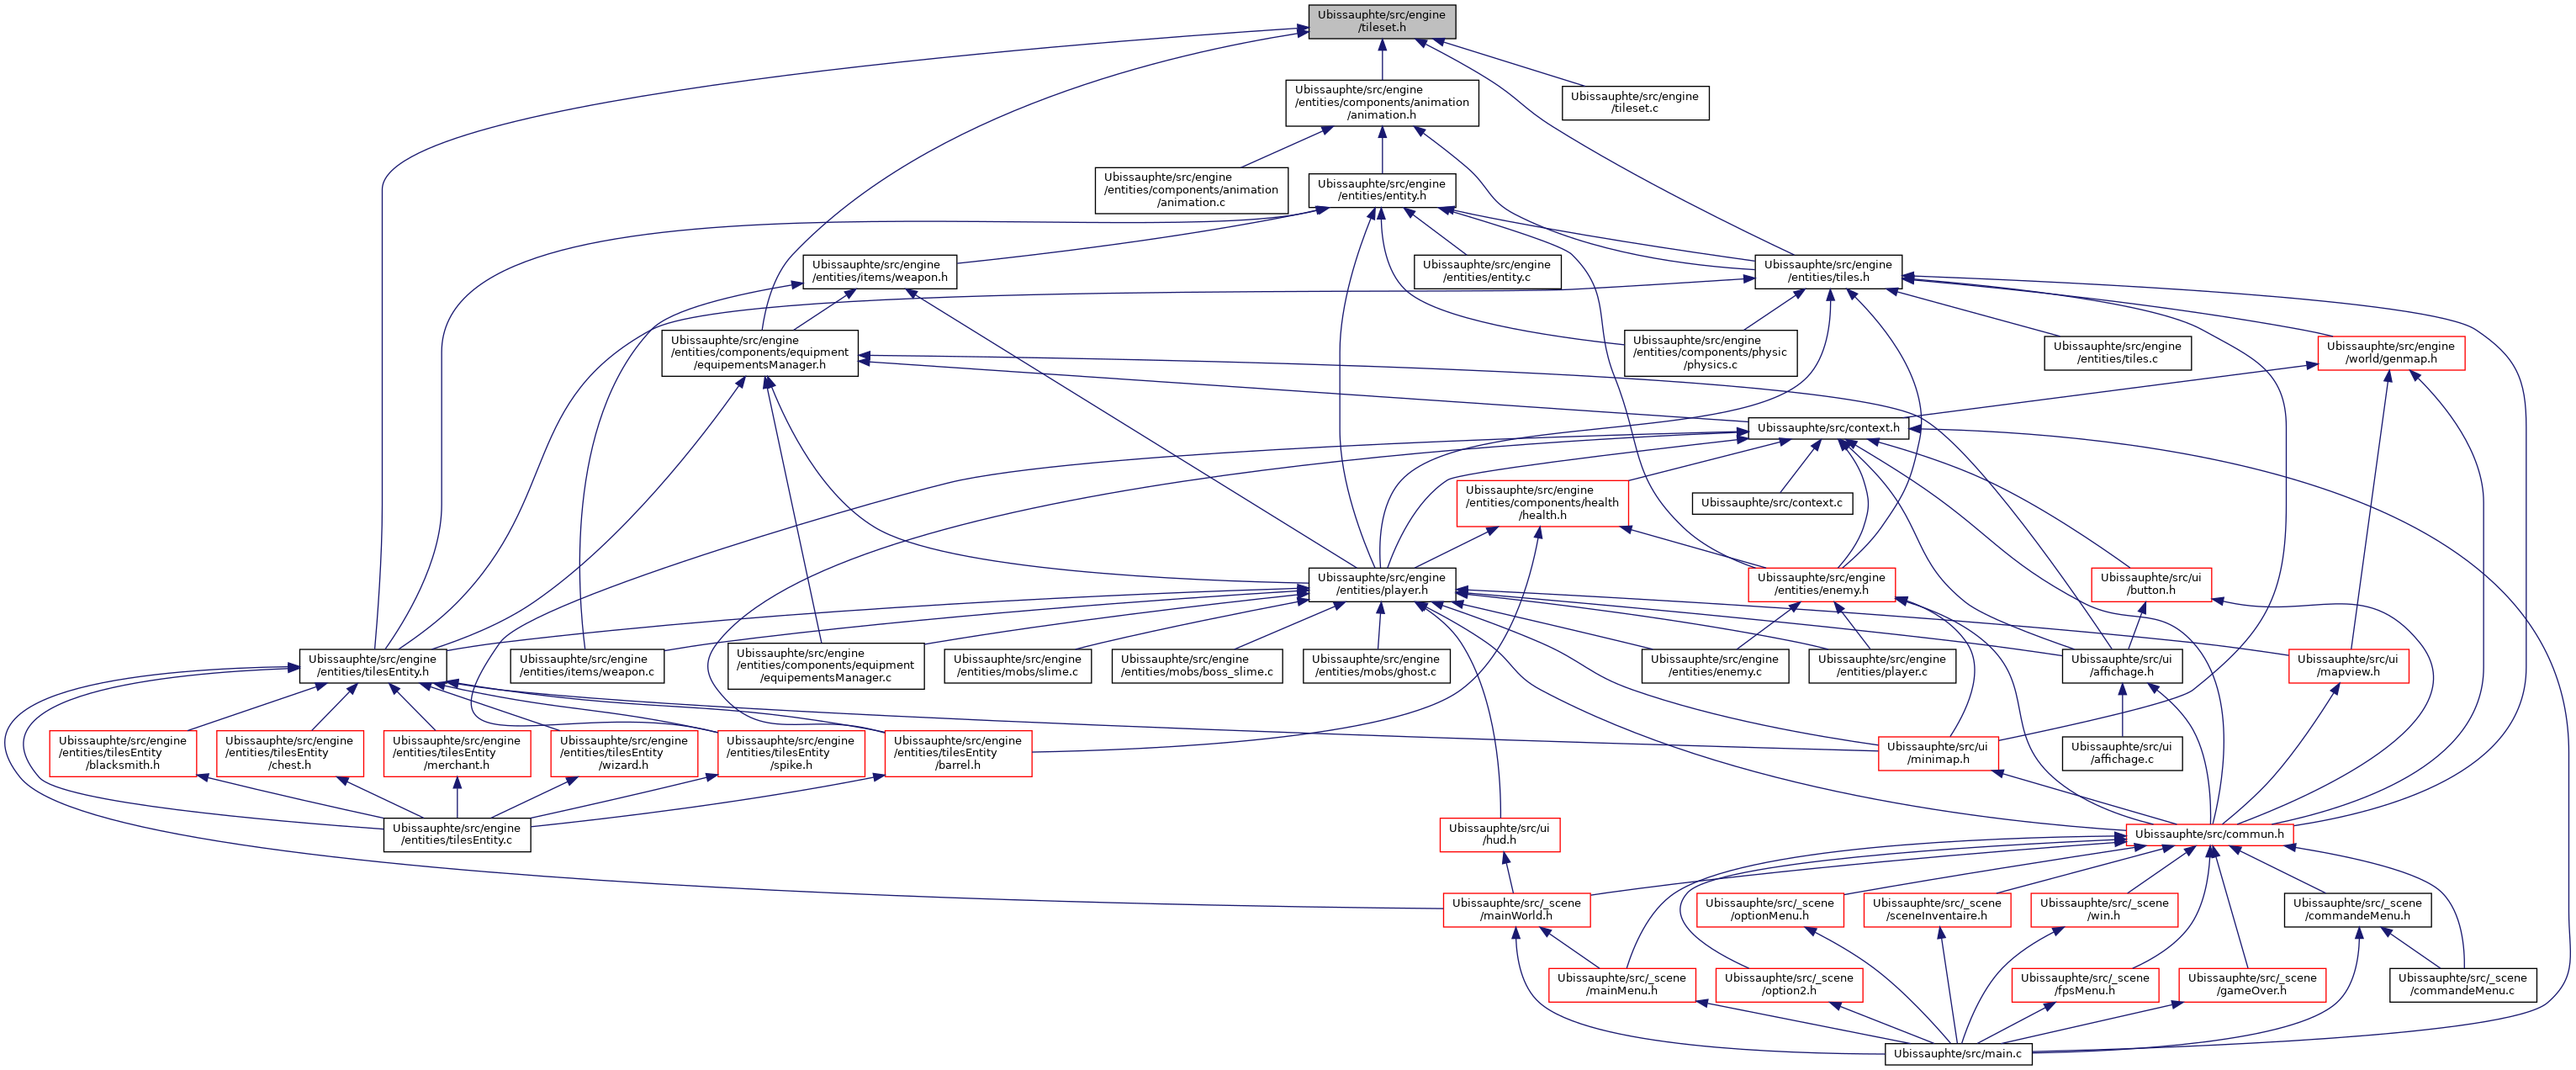 Ubissauphte/src/engine
/tileset.h
Ubissauphte/src/engine
/entities/components/animation
/animation.h
Ubissauphte/src/engine
/tileset.c
Ubissauphte/src/engine
/entities/components/animation
/animation.c
Ubissauphte/src/engine
/entities/entity.h
Ubissauphte/src/engine
/entities/items/weapon.h
Ubissauphte/src/engine
/entities/entity.c
Ubissauphte/src/engine
/entities/tiles.h
Ubissauphte/src/engine
/entities/components/equipment
/equipementsManager.h
Ubissauphte/src/engine
/entities/components/physic
/physics.c
Ubissauphte/src/engine
/entities/tiles.c
Ubissauphte/src/engine
/world/genmap.h
Ubissauphte/src/context.h
Ubissauphte/src/engine
/entities/components/health
/health.h
Ubissauphte/src/context.c
Ubissauphte/src/engine
/entities/player.h
Ubissauphte/src/engine
/entities/enemy.h
Ubissauphte/src/ui
/button.h
Ubissauphte/src/engine
/entities/tilesEntity.h
Ubissauphte/src/engine
/entities/items/weapon.c
Ubissauphte/src/engine
/entities/components/equipment
/equipementsManager.c
Ubissauphte/src/engine
/entities/mobs/slime.c
Ubissauphte/src/engine
/entities/mobs/boss_slime.c
Ubissauphte/src/engine
/entities/mobs/ghost.c
Ubissauphte/src/engine
/entities/enemy.c
Ubissauphte/src/engine
/entities/player.c
Ubissauphte/src/ui
/affichage.h
Ubissauphte/src/ui
/mapview.h
Ubissauphte/src/engine
/entities/tilesEntity
/blacksmith.h
Ubissauphte/src/engine
/entities/tilesEntity
/chest.h
Ubissauphte/src/engine
/entities/tilesEntity
/merchant.h
Ubissauphte/src/engine
/entities/tilesEntity
/wizard.h
Ubissauphte/src/engine
/entities/tilesEntity
/spike.h
Ubissauphte/src/engine
/entities/tilesEntity
/barrel.h
Ubissauphte/src/ui
/minimap.h
Ubissauphte/src/ui
/affichage.c
Ubissauphte/src/engine
/entities/tilesEntity.c
Ubissauphte/src/ui
/hud.h
Ubissauphte/src/commun.h
Ubissauphte/src/_scene
/mainWorld.h
Ubissauphte/src/_scene
/optionMenu.h
Ubissauphte/src/_scene
/sceneInventaire.h
Ubissauphte/src/_scene
/win.h
Ubissauphte/src/_scene
/commandeMenu.h
Ubissauphte/src/_scene
/mainMenu.h
Ubissauphte/src/_scene
/option2.h
Ubissauphte/src/_scene
/fpsMenu.h
Ubissauphte/src/_scene
/gameOver.h
Ubissauphte/src/_scene
/commandeMenu.c
Ubissauphte/src/main.c